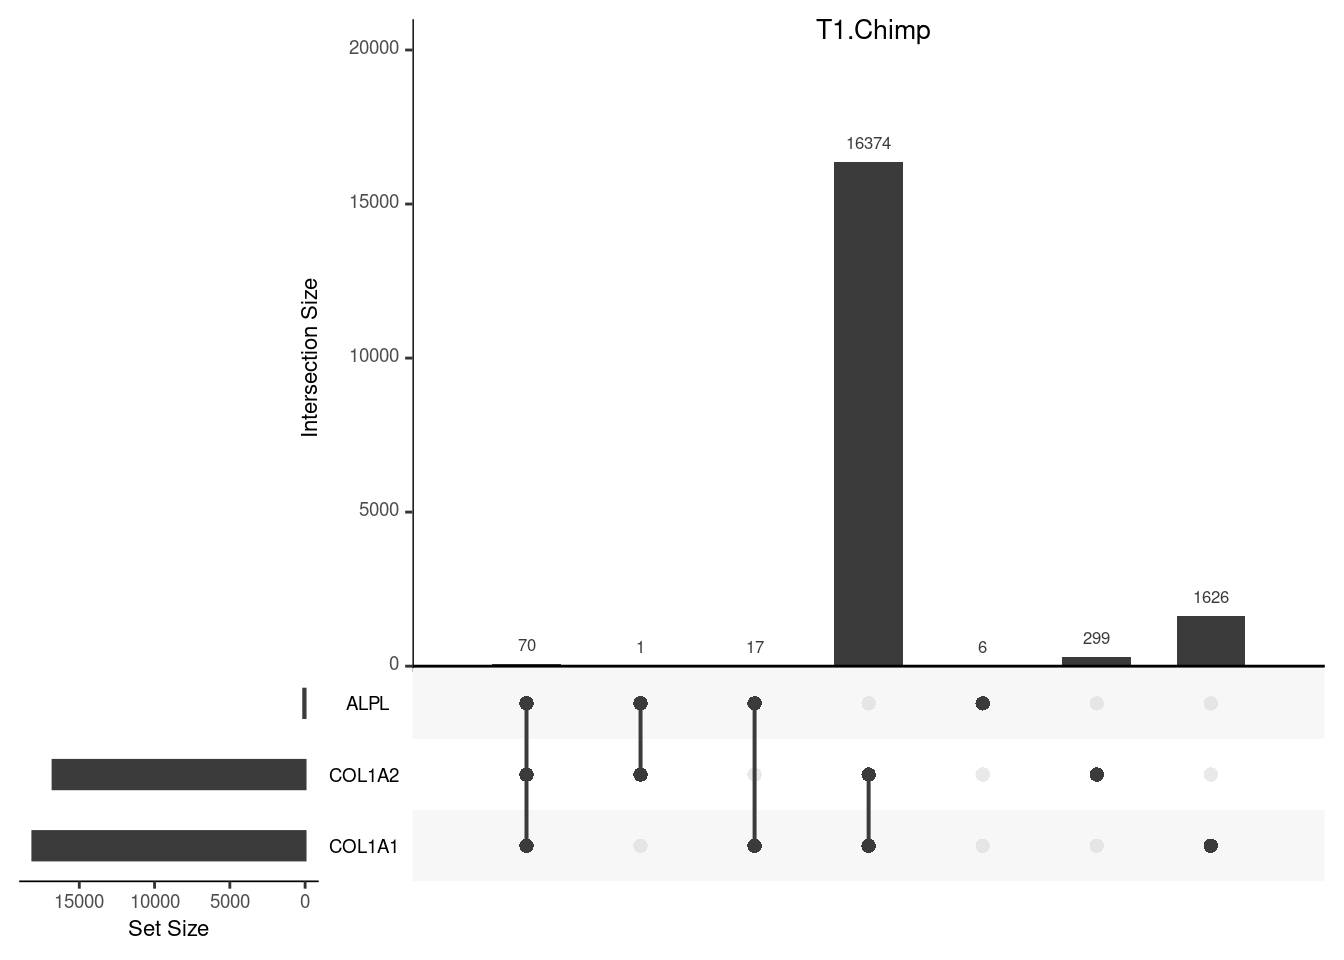 T1.Chimp
20000
15000
10000
5000
0
Intersection Size
16374
1626
70
1
17
6
299
ALPL
COL1A2
COL1A1
15000 10000 5000 0
Set Size